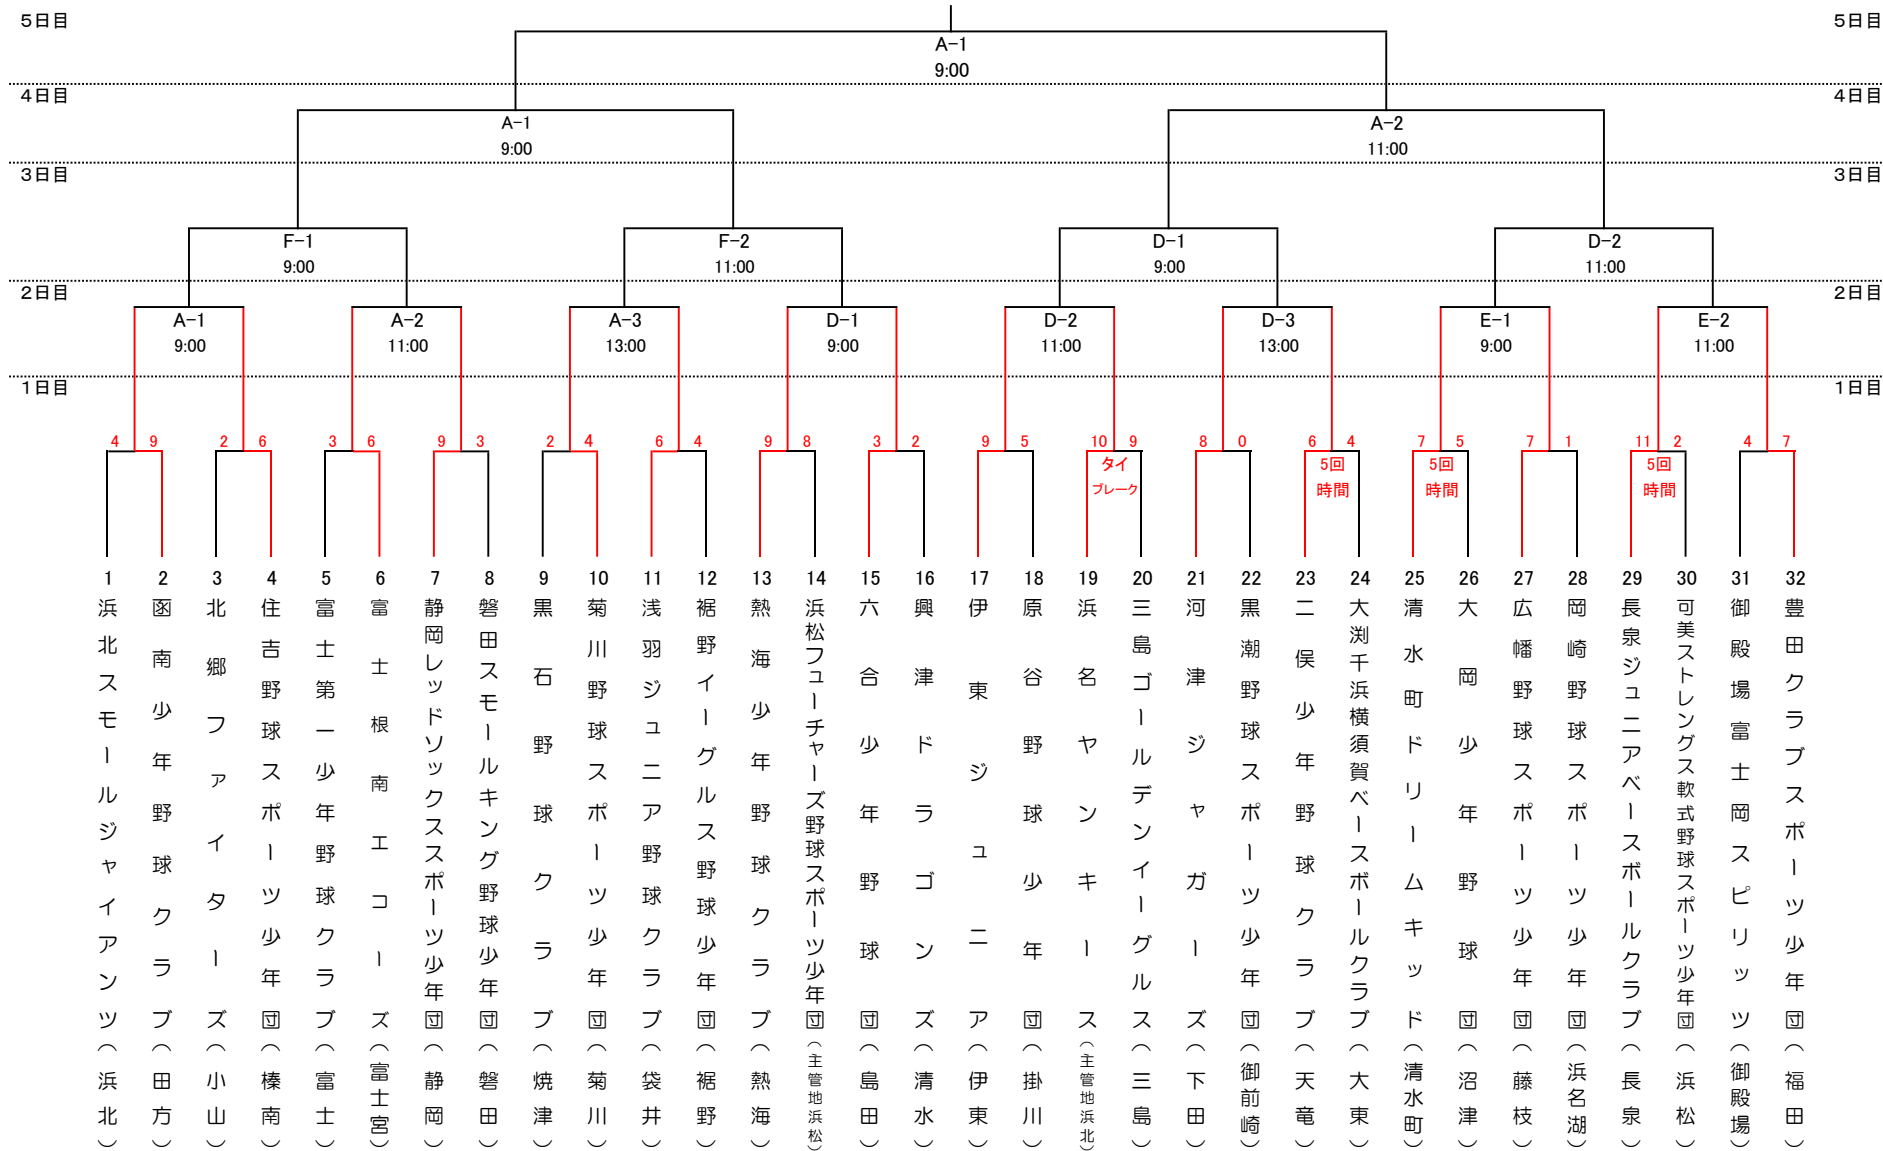 5日目 5日目
A-1
9:00
4日目 4日目
A-1 A-2
9:00 11:00
3日目 3日目
F-1 F-2 D-1 D-2
9:00 11:00 9:00 11:00
2日目 2日目
A-1 A-2 A-3 D-1 D-2 D-3 E-1 E-2
9:00 11:00 13:00 9:00 11:00 13:00 9:00 11:00
1日目 1日目
4 9 2 6 3 6 9 3 2 4 6 4 9 8 3 2 9 5 10 9 8 0 6 4 7 5 7 1 11 2 4 7
タイ 5回 5回 5回
ブレーク 時間 時間 時間
1 2 3 4 5 6 7 8 9 10 11 12 13 14 15 16 17 18 19 20 21 22 23 24 25 26 27 28 29 30 31 32
浜北スモールジャイアンツ(浜北)
函南少年野球クラブ(田方)
北郷ファイターズ(小山)
住吉野球スポーツ少年団(榛南)
富士第一少年野球クラブ(富士)
富士根南エコーズ(富士宮)
静岡レッドソックススポーツ少年団(静岡)
磐田スモールキング野球少年団(磐田)
黒石野球クラブ(焼津)
菊川野球スポーツ少年団(菊川)
浅羽ジュニア野球クラブ(袋井)
裾野イーグルス野球少年団(裾野)
熱海少年野球クラブ(熱海)
浜松フューチャーズ野球スポーツ少年団(主管地浜松)
六合少年野球団(島田)
興津ドラゴンズ(清水)
伊東ジュニア(伊東)
原谷野球少年団(掛川)
浜名ヤンキース(主管地浜北)
三島ゴールデンイーグルス(三島)
河津ジャガーズ(下田)
黒潮野球スポーツ少年団(御前崎)
二俣少年野球クラブ(天竜)
大渕千浜横須賀ベースボールクラブ(大東)
清水町ドリームキッド(清水町)
大岡少年野球団(沼津)
広幡野球スポーツ少年団(藤枝)
岡崎野球スポーツ少年団(浜名湖)
長泉ジュニアベースボールクラブ(長泉)
可美ストレングス軟式野球スポーツ少年団(浜松)
御殿場富士岡スピリッツ(御殿場)
豊田クラブスポーツ少年団(福田)